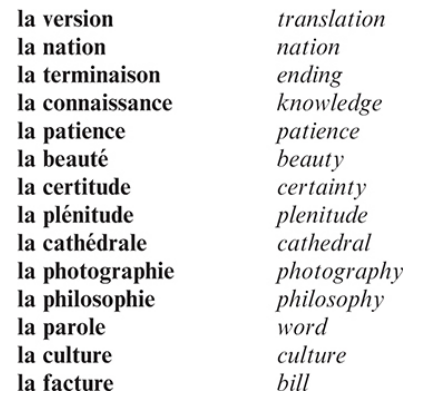 la version translation
la nation nation
la terminaison ending
la connaissance knowledge
la patience patience
la beauté beauty
la certitude certainty
la plénitude plenitude
la cathédrale cathedral
la photographie photography
la philosophie philosophy
la parole word
la culture culture
la facture bill